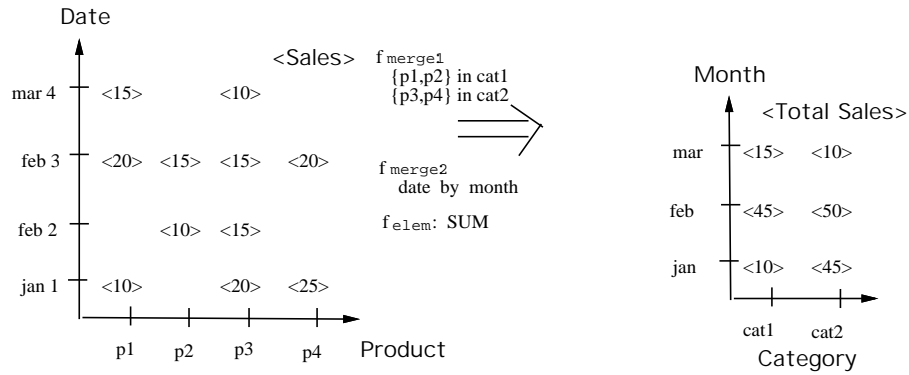 Date
<Sales>
mar 4 <15> <10>
feb 3 <20> <15> <15> <20>
feb 2 <10> <15>
jan 1 <10> <20> <25>
p1 p2 p3 p4 Product
f merge1
{p1,p2} in cat1
{p3,p4} in cat2
f merge2
date by month
f elem: SUM
Month
<Total Sales>
mar <15> <10>
feb <45> <50>
jan <10> <45>
cat1 cat2
Category